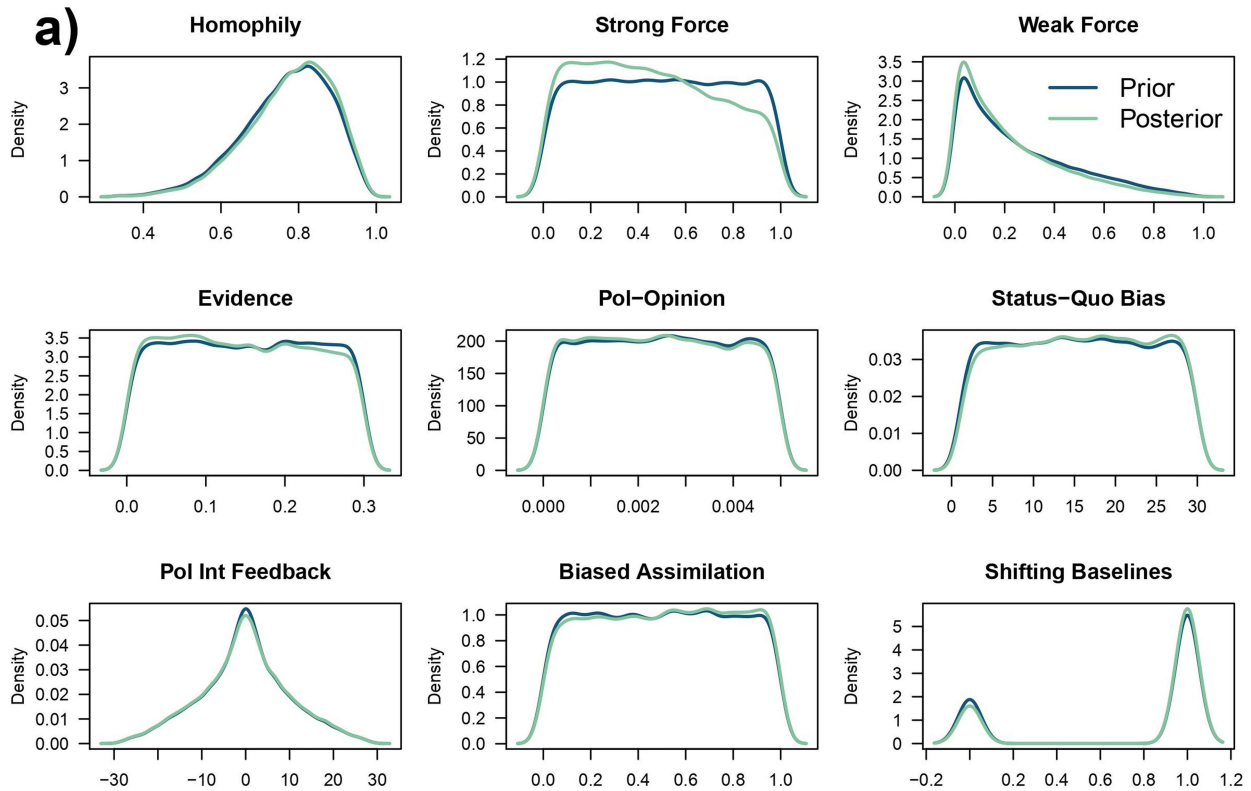 a)
Homophily
Strong Force
Weak Force
Density
3
2
1
0
0.4 0.6 0.8 1.0
Density
1.2
1.0
0.8
0.6
0.4
0.2
0.0
0.0 0.2 0.4 0.6 0.8 1.0
Density
3.5
3.0
2.5
2.0
1.5
1.0
0.5
0.0
Prior
Posterior
0.0 0.2 0.4 0.6 0.8 1.0
Evidence
Pol−Opinion
Status−Quo Bias
Density
3.5
3.0
2.5
2.0
1.5
1.0
0.5
0.0
0.0 0.1 0.2 0.3
Density
200
150
100
50
0
0.000 0.002 0.004
Density
0.03
0.02
0.01
0.00
0 5 10 15 20 25 30
Pol Int Feedback
Biased Assimilation
Shifting Baselines
Density
0.05
0.04
0.03
0.02
0.01
0.00
−30 −10 0 10 20 30
Density
1.0
0.8
0.6
0.4
0.2
0.0
0.0 0.2 0.4 0.6 0.8 1.0
Density
5
4
3
2
1
0
−0.2 0.2 0.4 0.6 0.8 1.0 1.2